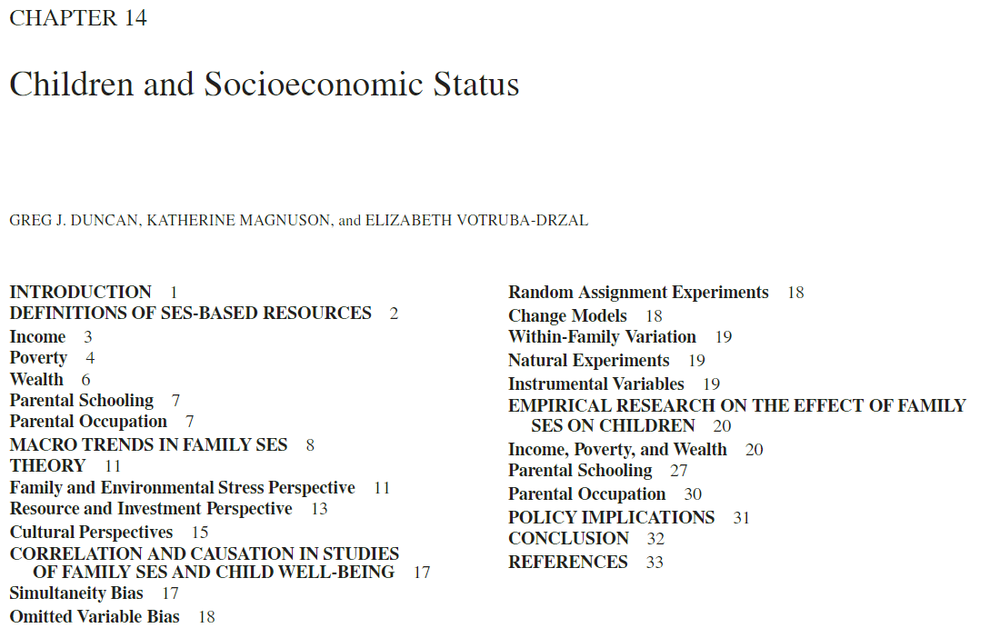 CHAPTER 14
Children and Socioeconomic Status
GREG J. DUNCAN, KATHERINE MAGNUSON, and ELIZABETH VOTRUBA-DRZAL
INTRODUCTION 1
DEFINITIONS OF SES-BASED RESOURCES 2
Income 3
Poverty 4
Wealth 6
Parental Schooling 7
Parental Occupation 7
MACRO TRENDS IN FAMILY SES 8
THEORY 11
Family and Environmental Stress Perspective 11
Resource and Investment Perspective 13
Cultural Perspectives 15
CORRELATION AND CAUSATION IN STUDIES
OF FAMILY SES AND CHILD WELL-BEING 17
Simultaneity Bias 17
Omitted Variable Bias 18
Random Assignment Experiments 18
Change Models 18
Within-Family Variation 19
Natural Experiments 19
Instrumental Variables 19
EMPIRICAL RESEARCH ON THE EFFECT OF FAMILY
SES ON CHILDREN 20
Income, Poverty, and Wealth 20
Parental Schooling 27
Parental Occupation 30
POLICY IMPLICATIONS 31
CONCLUSION 32
REFERENCES 33